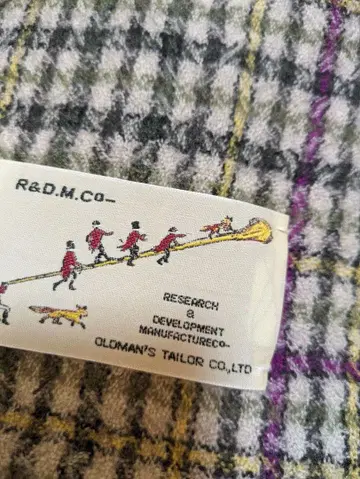 R&D.M.Co-
RESEARCH
&
DEVELOPMENT
MANUFACTURECO-
OLDMAN'S TAILOR CO.,LTD